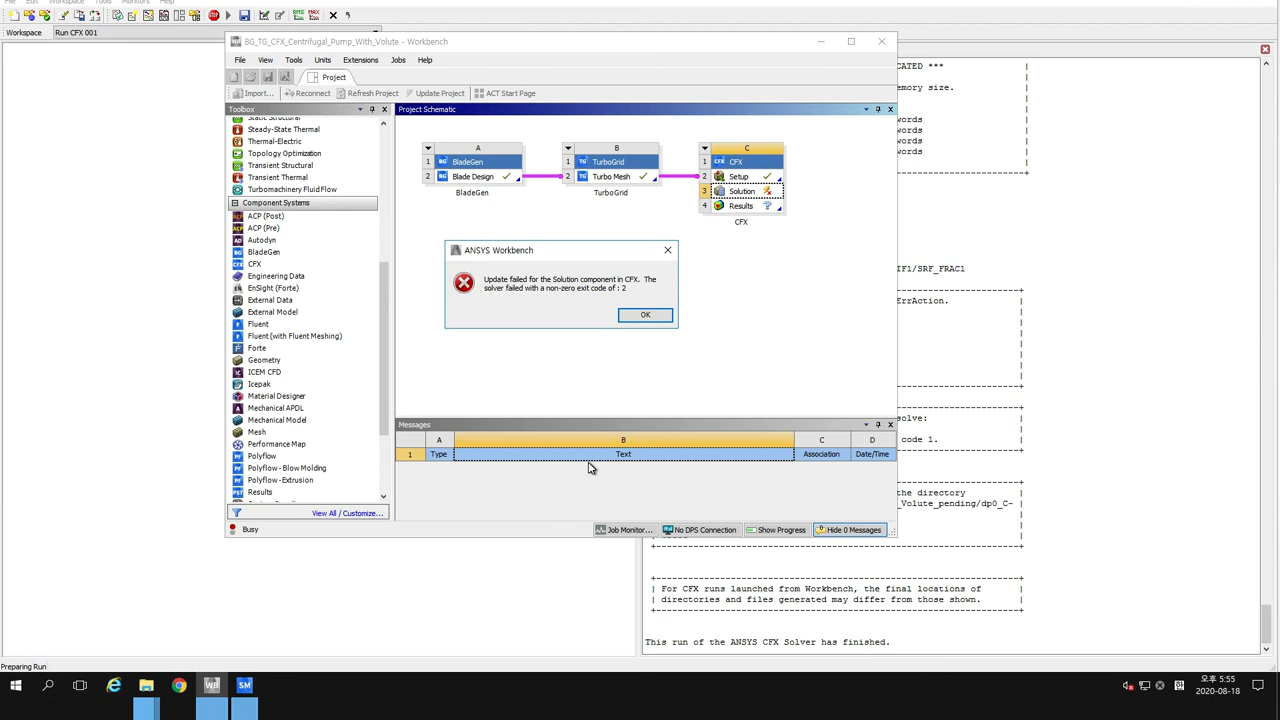 File Edit Workspace Tools Monitors Help
Workspace Run CFX 001
BG_TG_CFX_Centrifugal_Pump_With_Volute - Workbench
File View Tools Units Extensions Jobs Help
Project
Import... Reconnect Refresh Project Update Project ACT Start Page
Toolbox
Static Structural
Steady-State Thermal
Thermal-Electric
Topology Optimization
Transient Structural
Transient Thermal
Turbomachinery Fluid Flow
Component Systems
ACP (Post)
ACP (Pre)
Autodyn
BladeGen
CFX
Engineering Data
EnSight (Forte)
External Data
External Model
Fluent
Fluent (with Fluent Meshing)
Forte
Geometry
ICEM CFD
Icepak
Material Designer
Mechanical APDL
Mechanical Model
Mesh
Performance Map
Polyflow
Polyflow - Blow Molding
Polyflow - Extrusion
Results
View All / Customize...
Project Schematic
A
1 BladeGen
2 Blade Design
BladeGen
B
1 TurboGrid
2 Turbo Mesh
TurboGrid
C
1 CFX
2 Setup
3 Solution
4 Results
CFX
ANSYS Workbench
Update failed for the Solution component in CFX. The
solver failed with a non-zero exit code of : 2
OK
Messages
A B C D
1 Type Text Association Date/Time
Busy Job Monitor... No DPS Connection Show Progress Hide 0 Messages
CATED ***
emory size.
words
words
words
words
IF1/SRF_FRAC1
ErrAction.
solve:
code 1.
the directory
_Volute_pending/dp0_C-
For CFX runs launched from Workbench, the final locations of
directories and files generated may differ from those shown.
This run of the ANSYS CFX Solver has finished.
Preparing Run
오후 5:55
2020-08-18